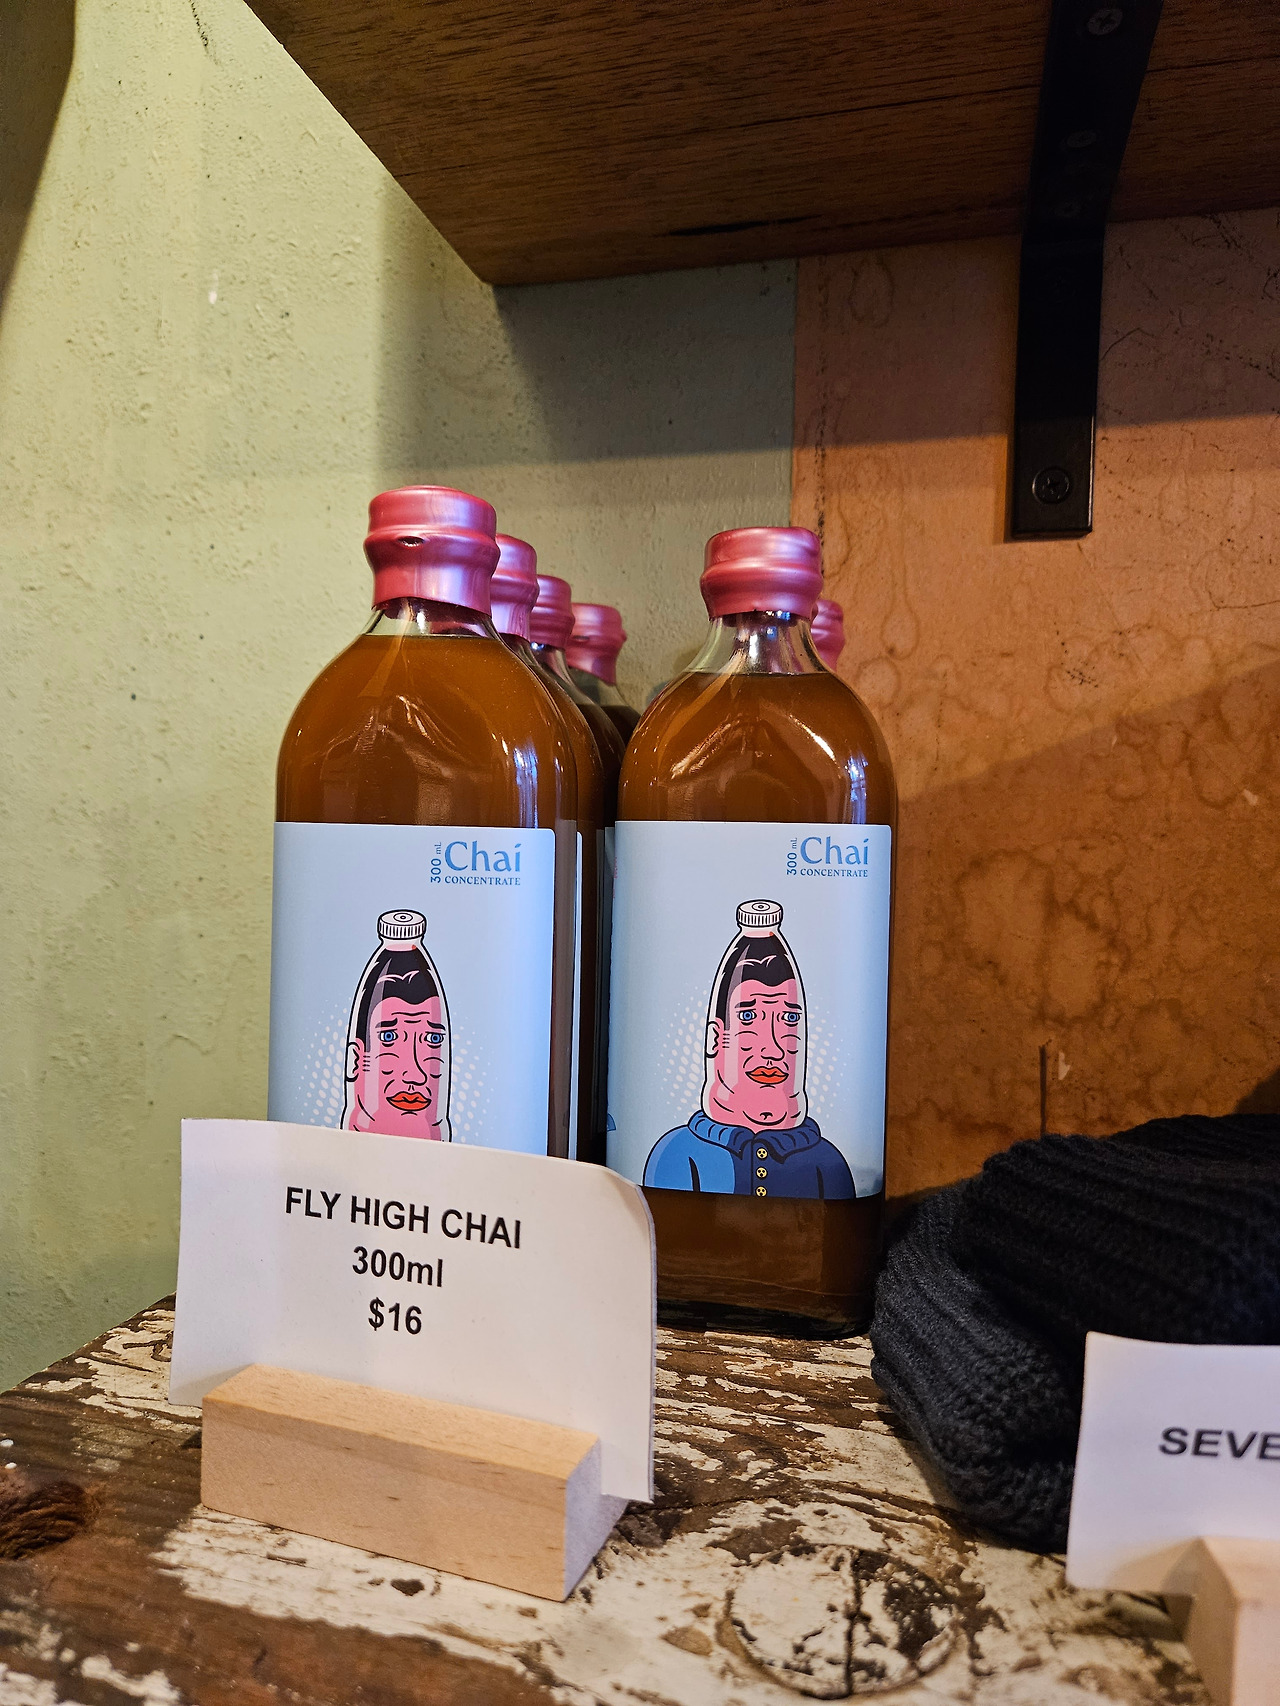 300 mL
Chai
CONCENTRATE
300 mL
Chai
CONCENTRATE
FLY HIGH CHAI
300ml
$16
SEVE